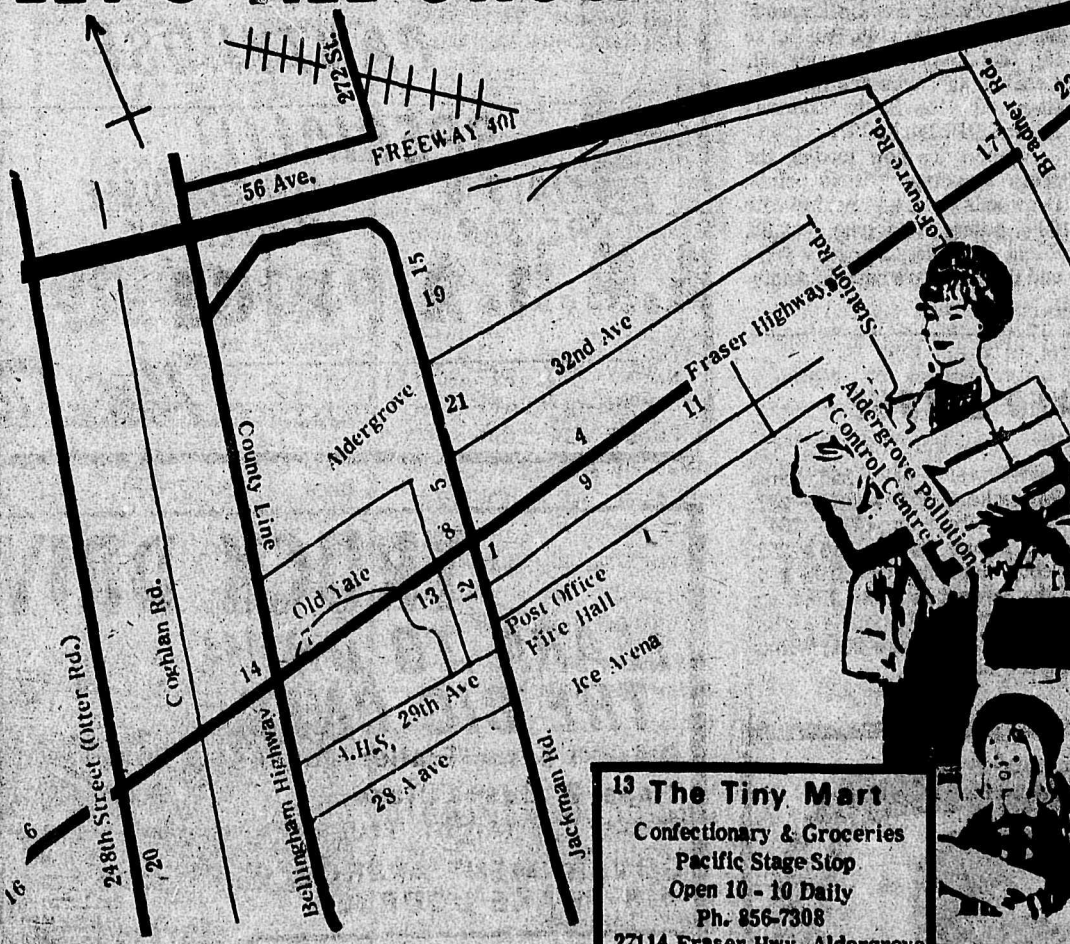 272 St.
FREEWAY 401
56 Ave.
15
19
21
32nd Ave
Fraser Highway
Station Rd.
LeFeuvre Rd.
Bradner Rd.
17
Aldergrove
County Line
4
11
9
5
8
1
12
13
Old Yale
14
Aldergrove Pollution
Control Centre
Post Office
Fire Hall
Ice Arena
29th Ave
A.H.S.
28 A ave
Coghlan Rd.
248th Street (Otter Rd.)
Bellingham Highway
Jackman Rd.
6
16
20
13 The Tiny Mart
Confectionary & Groceries
Pacific Stage Stop
Open 10 - 10 Daily
Ph. 856-7308
27114 Fraser Hwy. Aldergrove